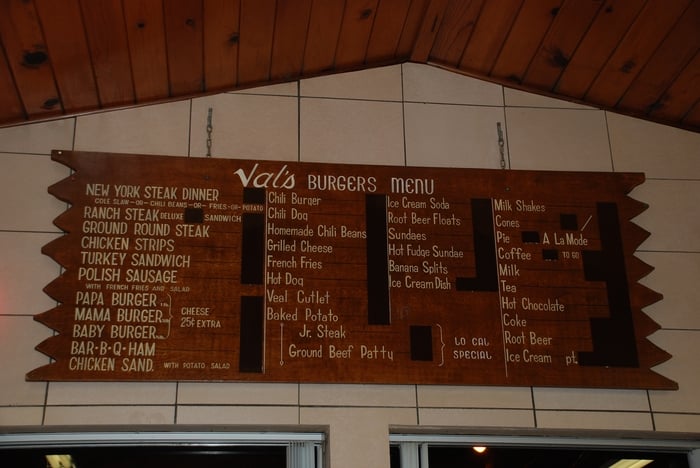 Val's BURGERS MENU
NEW YORK STEAK DINNER
COLE SLAW-OR-CHILI BEANS-OR-FRIES-OR-POTATO
RANCH STEAK DELUXE SANDWICH
GROUND ROUND STEAK
CHICKEN STRIPS
TURKEY SANDWICH
POLISH SAUSAGE
WITH FRENCH FRIES AND SALAD
PAPA BURGER
MAMA BURGER
BABY BURGER
CHEESE
25¢ EXTRA
BAR-B-Q-HAM
CHICKEN SAND. WITH POTATO SALAD
Chili Burger
Chili Dog
Homemade Chili Beans
Grilled Cheese
French Fries
Hot Dog
Veal Cutlet
Baked Potato
Jr. Steak
Ground Beef Patty
LO CAL
SPECIAL
Ice Cream Soda
Root Beer Floats
Sundaes
Hot Fudge Sundae
Banana Splits
Ice Cream Dish
Milk Shakes
Cones
Pie A La Mode
Coffee TO GO
Milk
Tea
Hot Chocolate
Coke
Root Beer
Ice Cream pt.